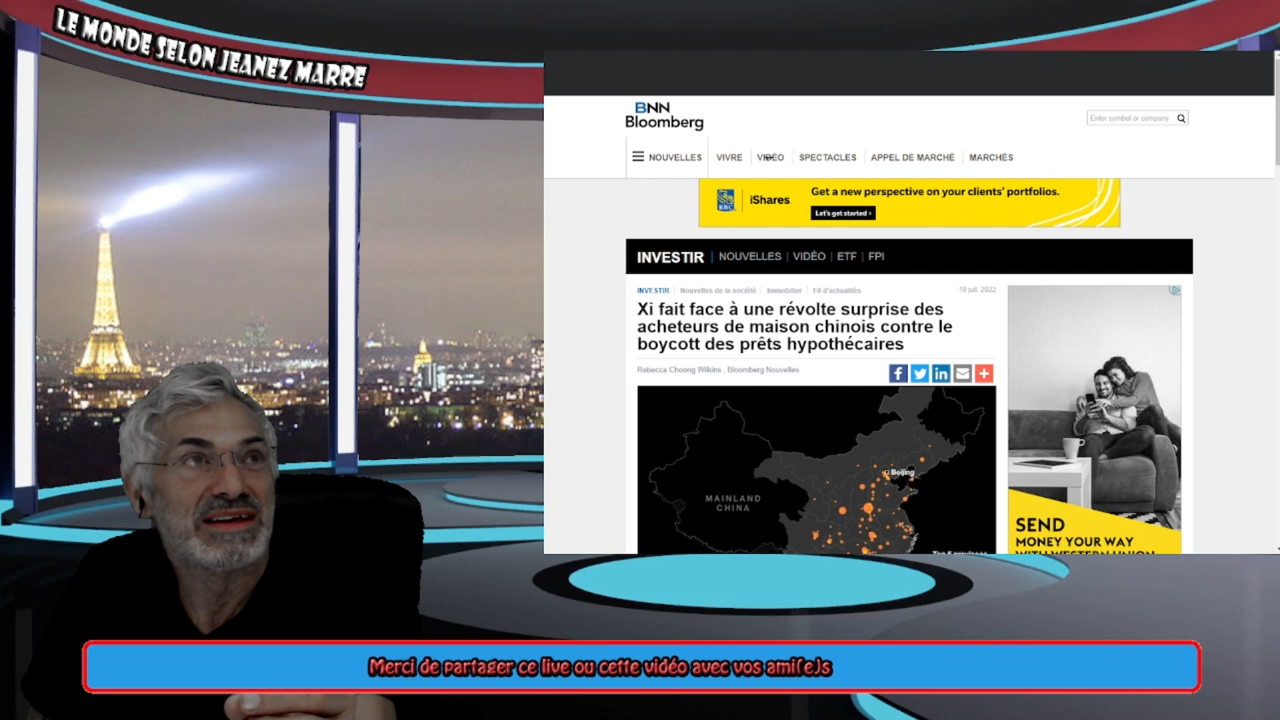 LE MONDE SELON JEANEZ MARRE
BNN
Bloomberg
Enter symbol or company
NOUVELLES
VIVRE
VIDÉO
SPECTACLES
APPEL DE MARCHÉ
MARCHÉS
RBC
iShares.
Get a new perspective on your clients' portfolios.
Let's get started >
INVESTIR | NOUVELLES | VIDÉO | ETF | FPI
INVESTIR | Nouvelles de la société | Immobilier | Fil d'actualités
19 juil. 2022
Xi fait face à une révolte surprise des
acheteurs de maison chinois contre le
boycott des prêts hypothécaires
Rebecca Choong Wilkins , Bloomberg Nouvelles
Beijing
MAINLAND
CHINA
SEND
MONEY YOUR WAY
WITH WESTERN UNION
Merci de partager ce live ou cette vidéo avec vos ami(e)s